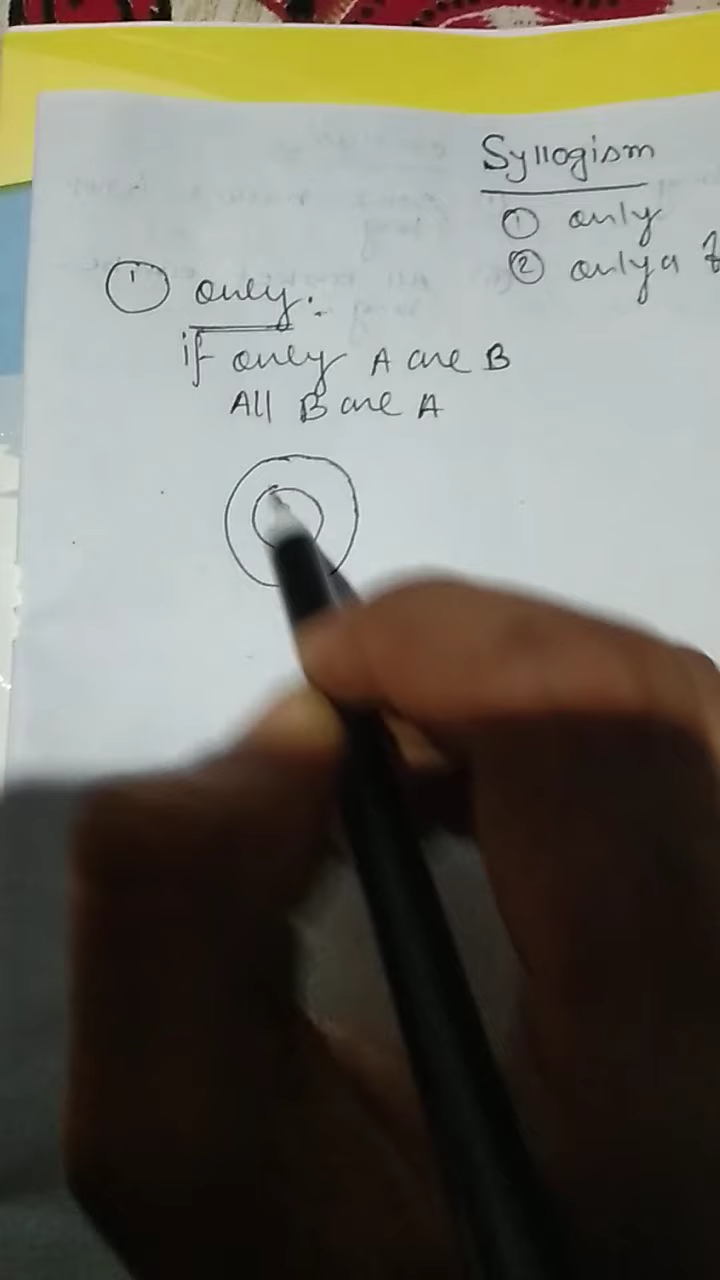 Syllogism
① only
② only a
① only :-
if only A are B
All B are A